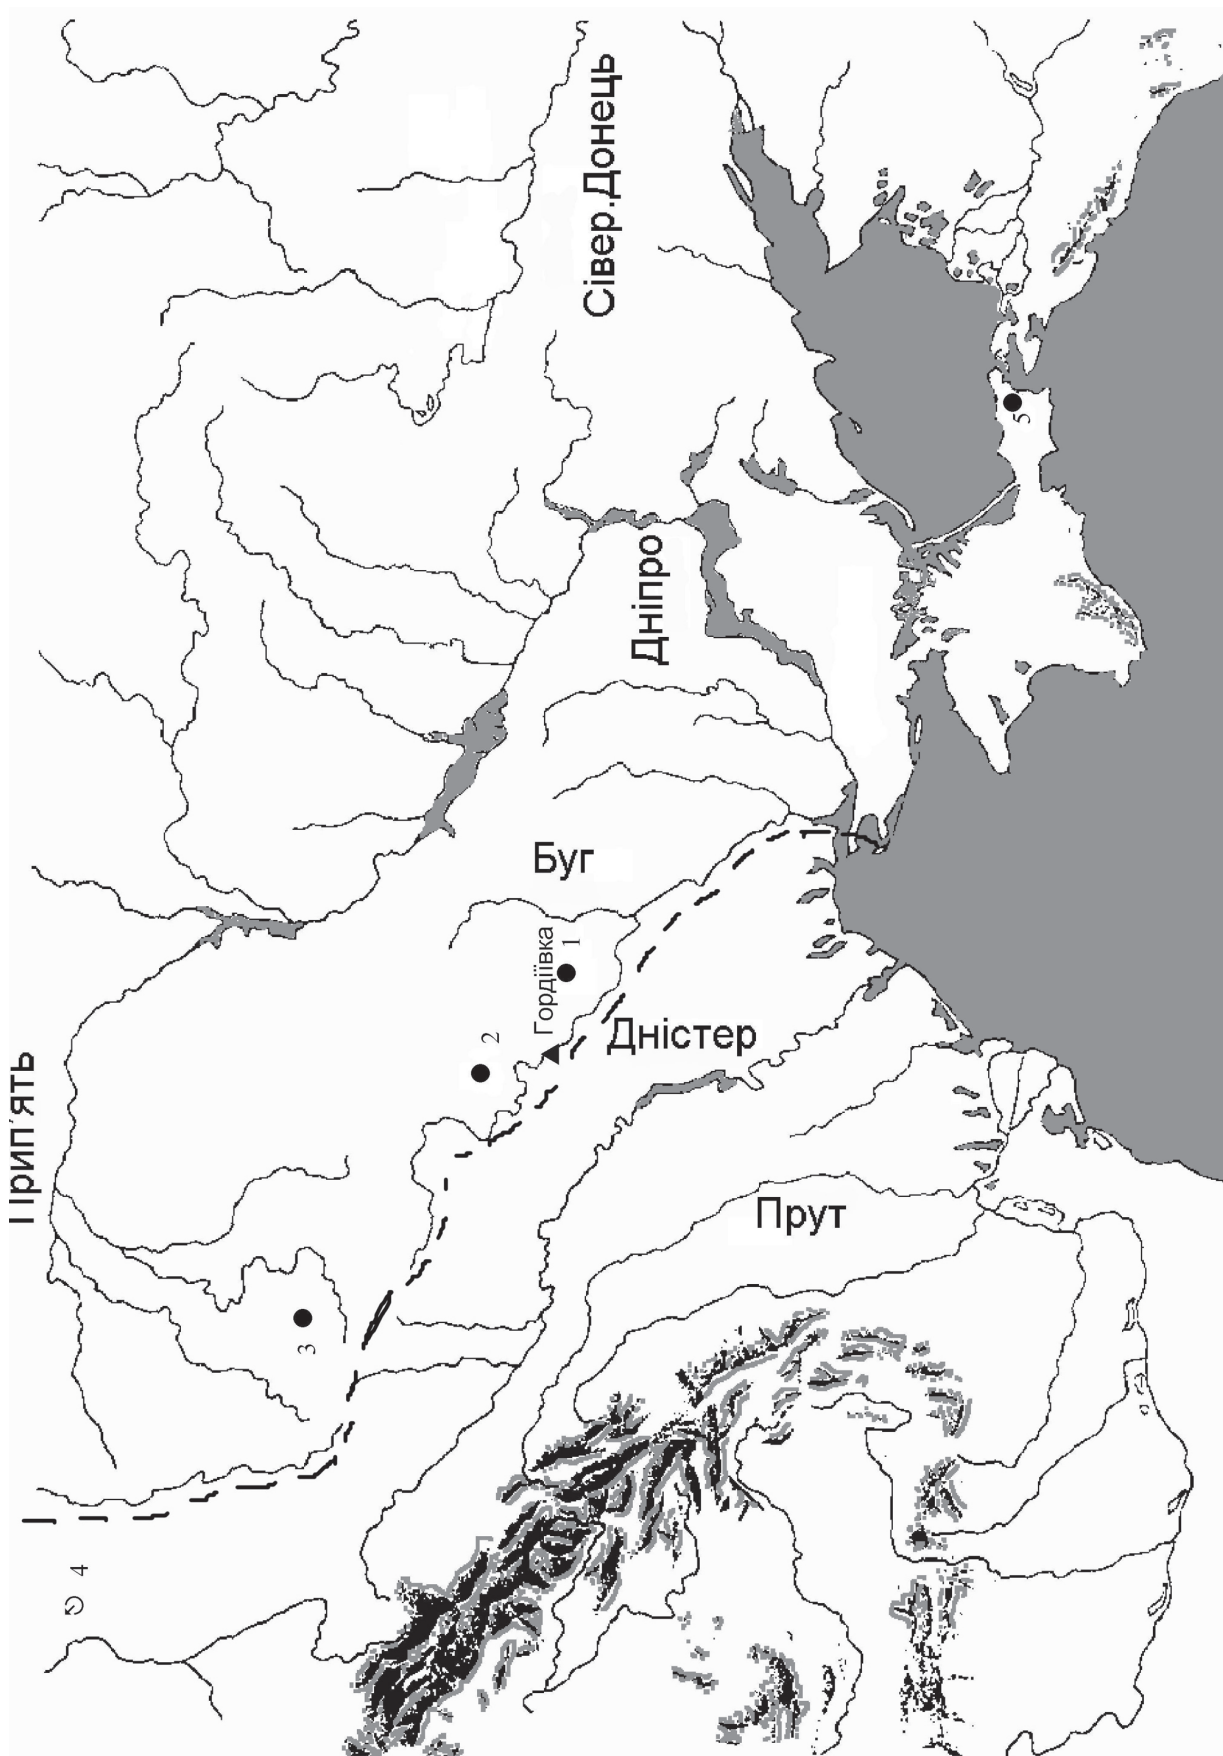 Прип'ять
Сівер.Донець
Дніпро
Буг
Гордіївка
Дністер
Прут
1
2
3
4
5